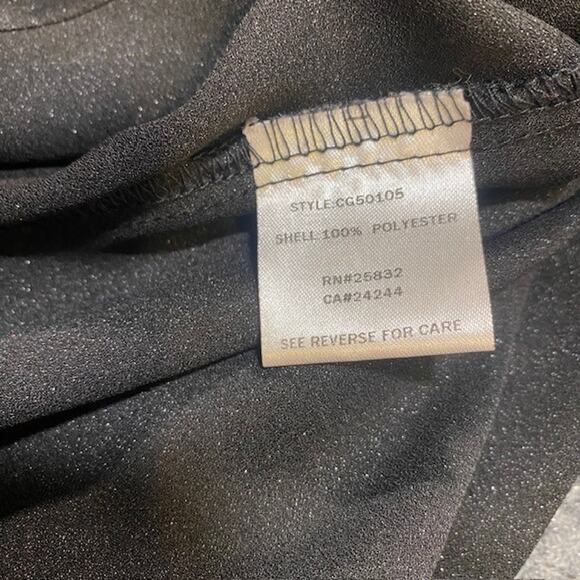 STYLE:CG50105
SHELL:100% POLYESTER
RN#25832
CA#24244
SEE REVERSE FOR CARE